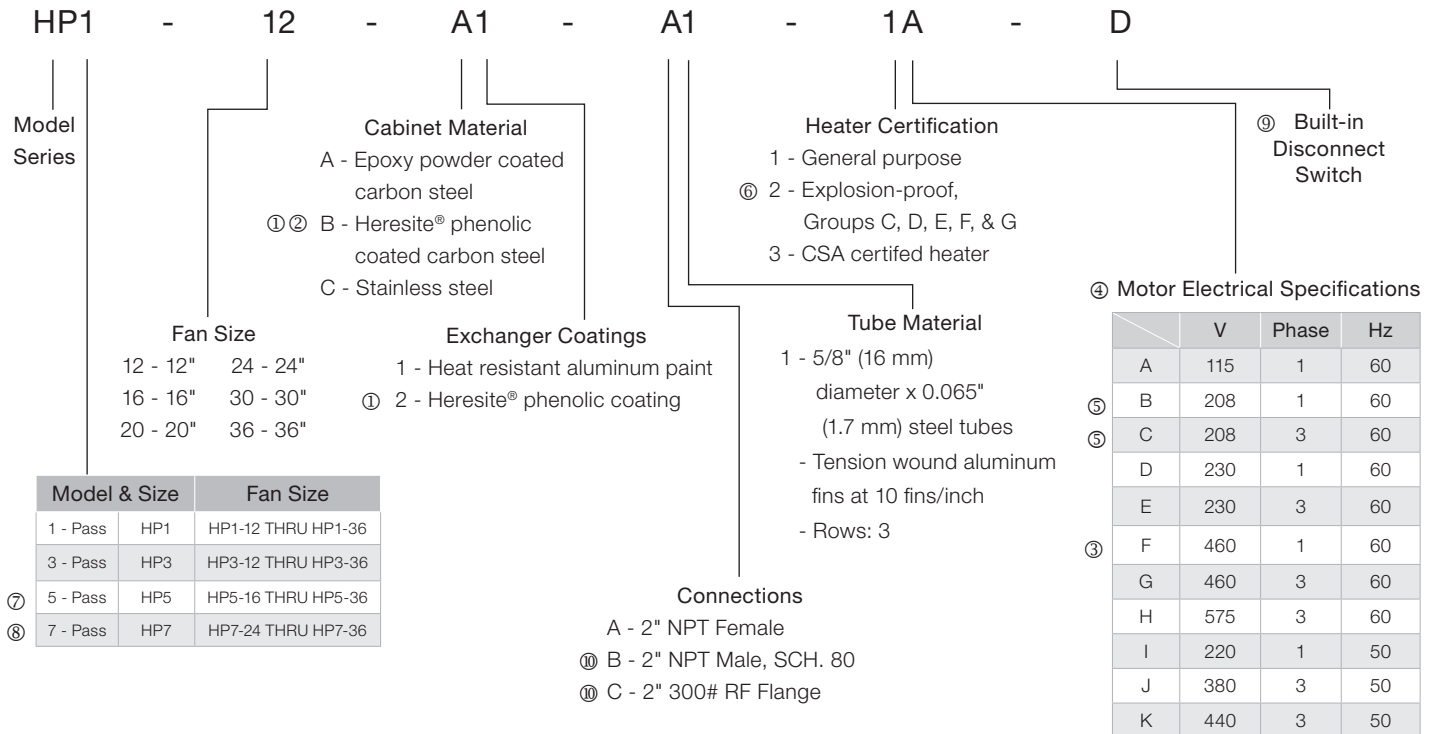 HP1 - 12 - A1 - A1 - 1A - D
Model
Series
Fan Size
12 - 12" 24 - 24"
16 - 16" 30 - 30"
20 - 20" 36 - 36"
Cabinet Material
A - Epoxy powder coated
carbon steel
①② B - Heresite® phenolic
coated carbon steel
C - Stainless steel
Exchanger Coatings
1 - Heat resistant aluminum paint
① 2 - Heresite® phenolic coating
Heater Certification
1 - General purpose
⑥ 2 - Explosion-proof,
Groups C, D, E, F, & G
3 - CSA certifed heater
⑨ Built-in
Disconnect
Switch
Tube Material
1 - 5/8" (16 mm)
diameter x 0.065"
(1.7 mm) steel tubes
- Tension wound aluminum
fins at 10 fins/inch
- Rows: 3
Connections
A - 2" NPT Female
⑩ B - 2" NPT Male, SCH. 80
⑩ C - 2" 300# RF Flange
Model & Size Fan Size
1 - Pass HP1 HP1-12 THRU HP1-36
3 - Pass HP3 HP3-12 THRU HP3-36
⑦ 5 - Pass HP5 HP5-16 THRU HP5-36
⑧ 7 - Pass HP7 HP7-24 THRU HP7-36
④ Motor Electrical Specifications
V Phase Hz
A 115 1 60
⑤ B 208 1 60
⑤ C 208 3 60
D 230 1 60
E 230 3 60
③ F 460 1 60
G 460 3 60
H 575 3 60
I 220 1 50
J 380 3 50
K 440 3 50